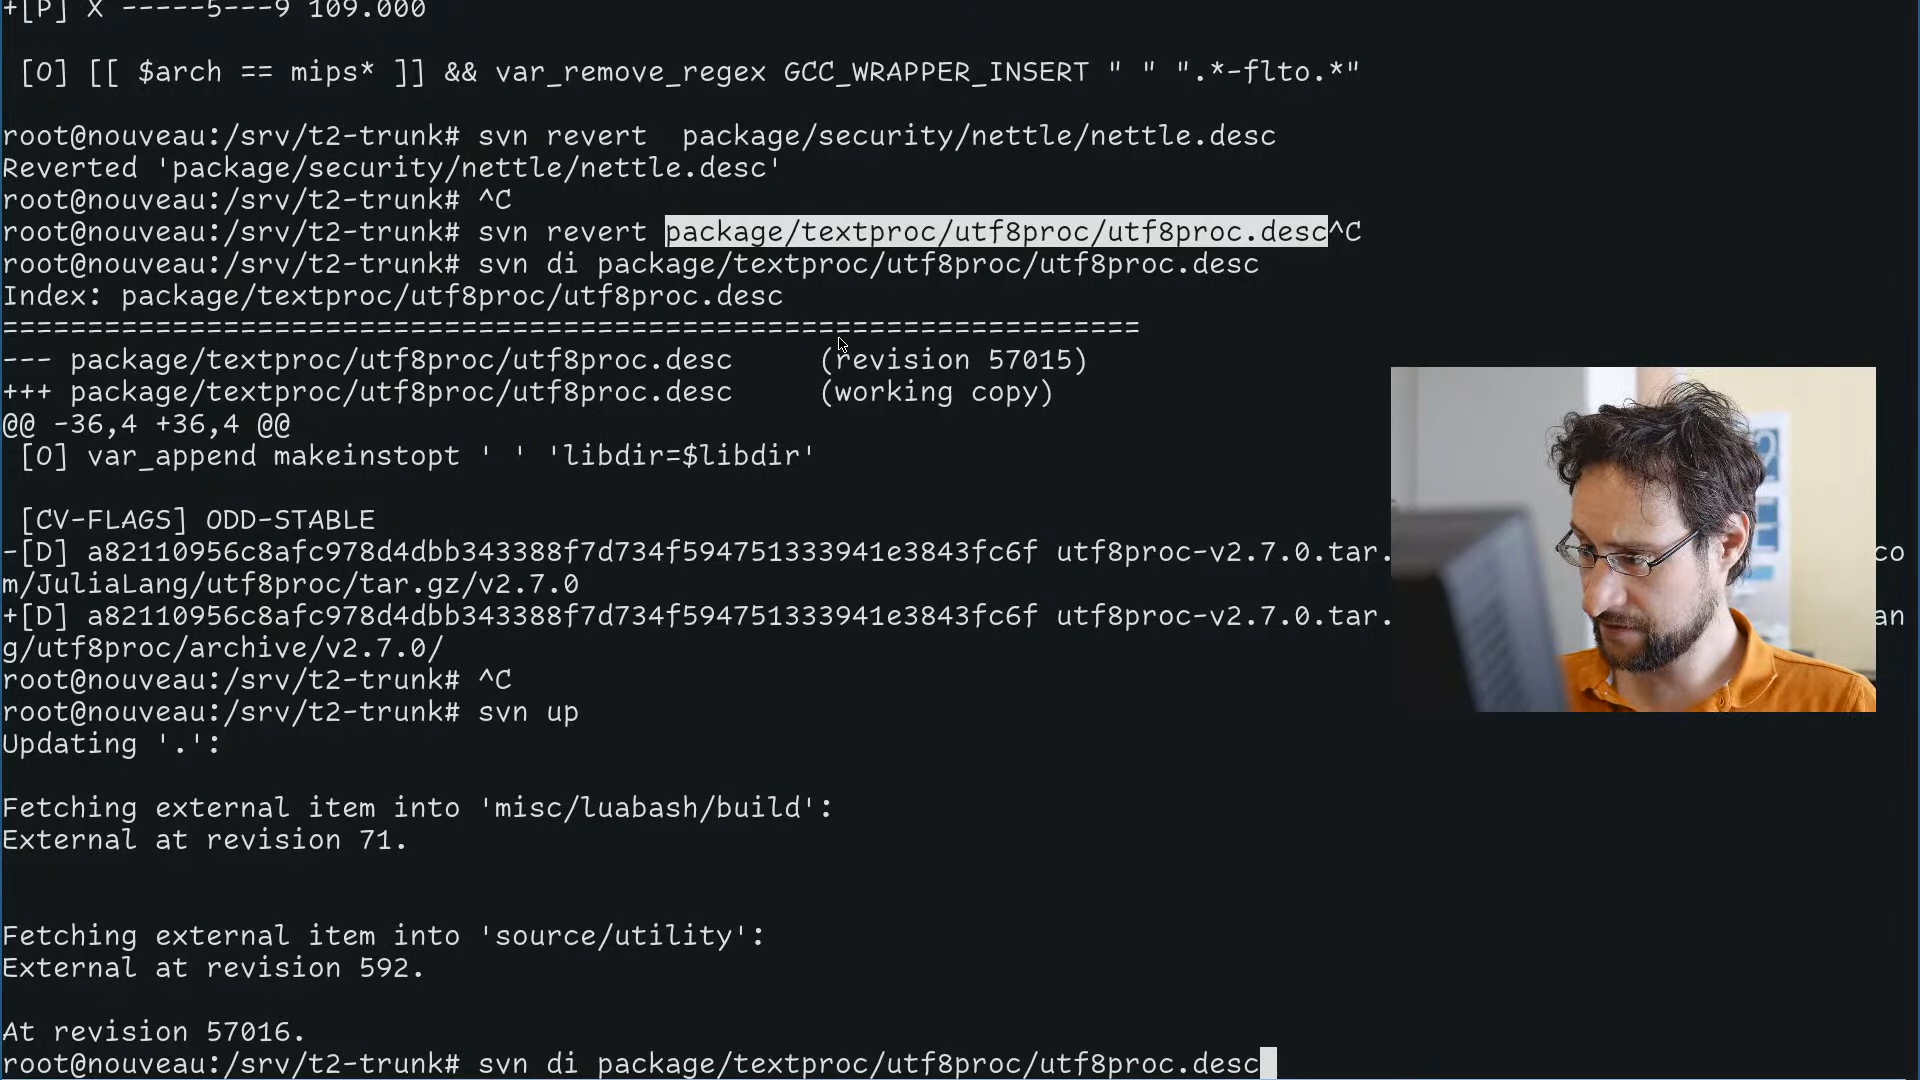 +[P] X -----5---9 109.000
[O] [[ $arch == mips* ]] && var_remove_regex GCC_WRAPPER_INSERT " " ".*-flto.*"
root@nouveau:/srv/t2-trunk# svn revert  package/security/nettle/nettle.desc
Reverted 'package/security/nettle/nettle.desc'
root@nouveau:/srv/t2-trunk# ^C
root@nouveau:/srv/t2-trunk# svn revert package/textproc/utf8proc/utf8proc.desc^C
root@nouveau:/srv/t2-trunk# svn di package/textproc/utf8proc/utf8proc.desc
Index: package/textproc/utf8proc/utf8proc.desc
===================================================================
--- package/textproc/utf8proc/utf8proc.desc     (revision 57015)
+++ package/textproc/utf8proc/utf8proc.desc     (working copy)
@@ -36,4 +36,4 @@
 [O] var_append makeinstopt ' ' 'libdir=$libdir'
 [CV-FLAGS] ODD-STABLE
-[D] a82110956c8afc978d4dbb343388f7d734f594751333941e3843fc6f utf8proc-v2.7.0.tar. co
m/JuliaLang/utf8proc/tar.gz/v2.7.0
+[D] a82110956c8afc978d4dbb343388f7d734f594751333941e3843fc6f utf8proc-v2.7.0.tar. an
g/utf8proc/archive/v2.7.0/
root@nouveau:/srv/t2-trunk# ^C
root@nouveau:/srv/t2-trunk# svn up
Updating '.':
Fetching external item into 'misc/luabash/build':
External at revision 71.
Fetching external item into 'source/utility':
External at revision 592.
At revision 57016.
root@nouveau:/srv/t2-trunk# svn di package/textproc/utf8proc/utf8proc.desc